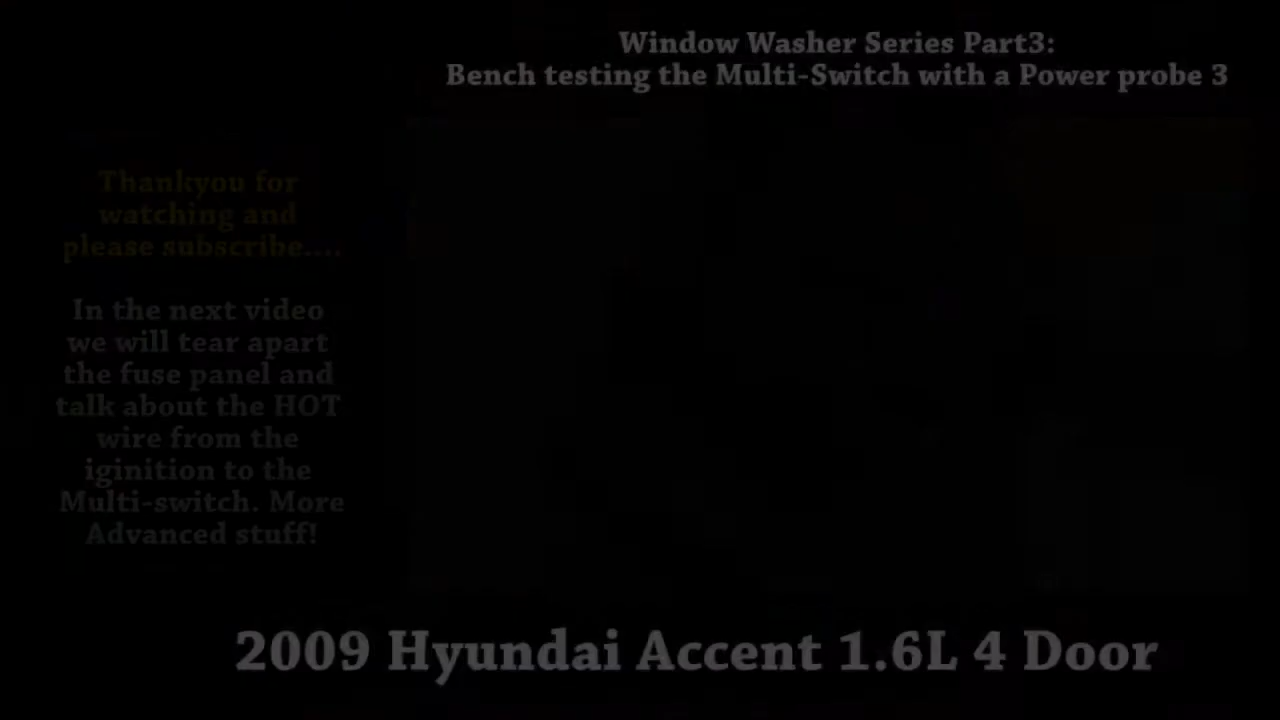 Window Washer Series Part3:
Bench testing the Multi-Switch with a Power probe 3
Thankyou for
watching and
please subscribe....
In the next video
we will tear apart
the fuse panel and
talk about the HOT
wire from the
iginition to the
Multi-switch. More
Advanced stuff!
2009 Hyundai Accent 1.6L 4 Door